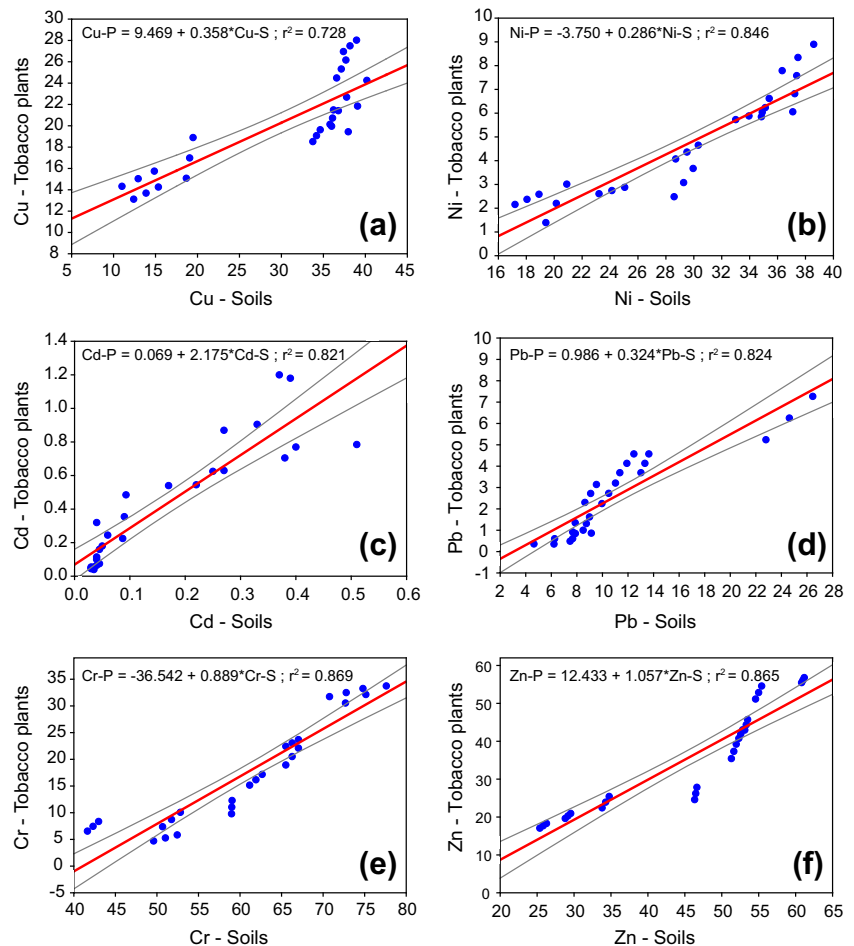 Cu-P = 9.469 + 0.358*Cu-S ; r² = 0.728
Cu - Tobacco plants
30
28
26
24
22
20
18
16
14
12
10
8
(a)
5 15 25 35 45
Cu - Soils
Ni-P = -3.750 + 0.286*Ni-S ; r² = 0.846
Ni - Tobacco plants
10
9
8
7
6
5
4
3
2
1
0
(b)
16 20 24 28 32 36 40
Ni - Soils
Cd-P = 0.069 + 2.175*Cd-S ; r² = 0.821
Cd - Tobacco plants
1.4
1.2
1.0
0.8
0.6
0.4
0.2
0.0
(c)
0.0 0.1 0.2 0.3 0.4 0.5 0.6
Cd - Soils
Pb-P = 0.986 + 0.324*Pb-S ; r² = 0.824
Pb - Tobacco plants
10
9
8
7
6
5
4
3
2
1
0
-1
(d)
2 4 6 8 10 12 14 16 18 20 22 24 26 28
Pb - Soils
Cr-P = -36.542 + 0.889*Cr-S ; r² = 0.869
Cr - Tobacco plants
35
30
25
20
15
10
5
0
-5
(e)
40 45 50 55 60 65 70 75 80
Cr - Soils
Zn-P = 12.433 + 1.057*Zn-S ; r² = 0.865
Zn - Tobacco plants
60
50
40
30
20
10
0
(f)
20 25 30 35 40 45 50 55 60 65
Zn - Soils